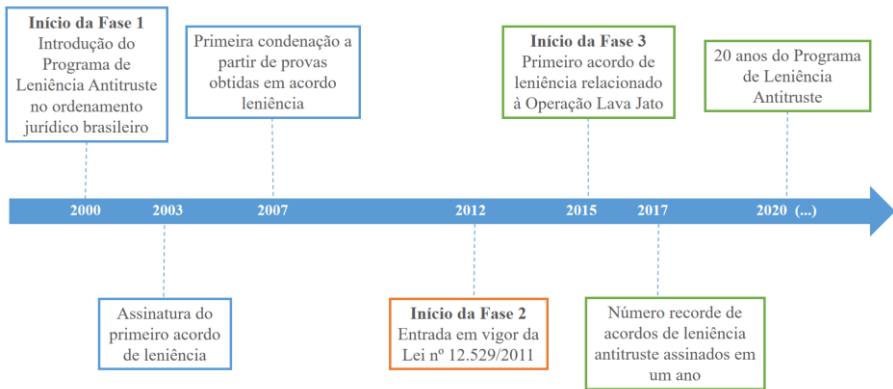 Início da Fase 1
Introdução do
Programa de
Leniência Antitruste
no ordenamento
jurídico brasileiro
Primeira condenação a
partir de provas
obtidas em acordo
leniência
Início da Fase 3
Primeiro acordo de
leniência relacionado
à Operação Lava Jato
20 anos do Programa
de Leniência
Antitruste
2000 2003 2007 2012 2015 2017 2020 (...)
Assinatura do
primeiro acordo
de leniência
Início da Fase 2
Entrada em vigor da
Lei nº 12.529/2011
Número recorde de
acordos de leniência
antitruste assinados em
um ano